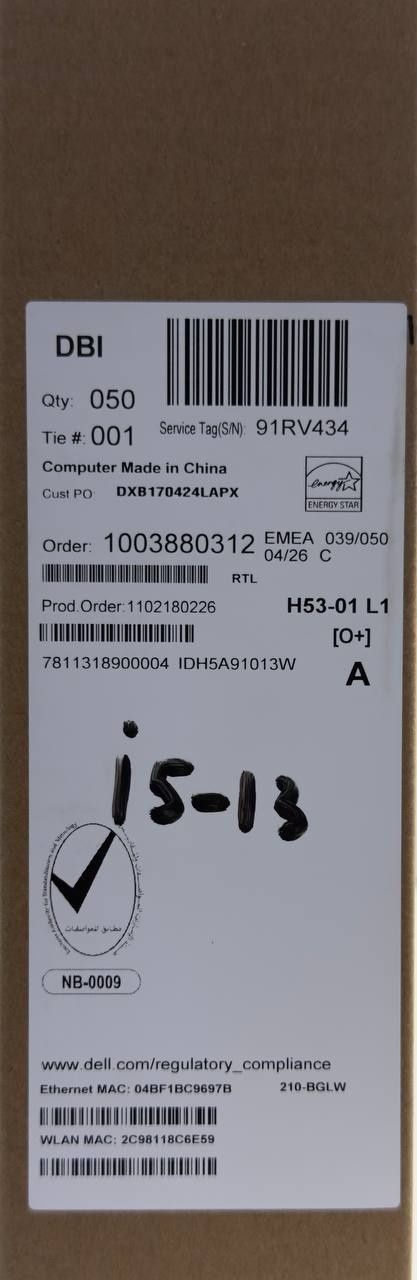 DBI
Qty: 050
Tie #: 001
Service Tag(S/N): 91RV434
Computer Made in China
Cust PO DXB170424LAPX
energy
ENERGY STAR
Order: 1003880312 EMEA 039/050
04/26 C
RTL
Prod.Order:1102180226 H53-01 L1
[O+]
7811318900004 IDH5A91013W
A
i5-13
مطابق للمواصفات
NB-0009
www.dell.com/regulatory_compliance
Ethernet MAC: 04BF1BC9697B 210-BGLW
WLAN MAC: 2C98118C6E59